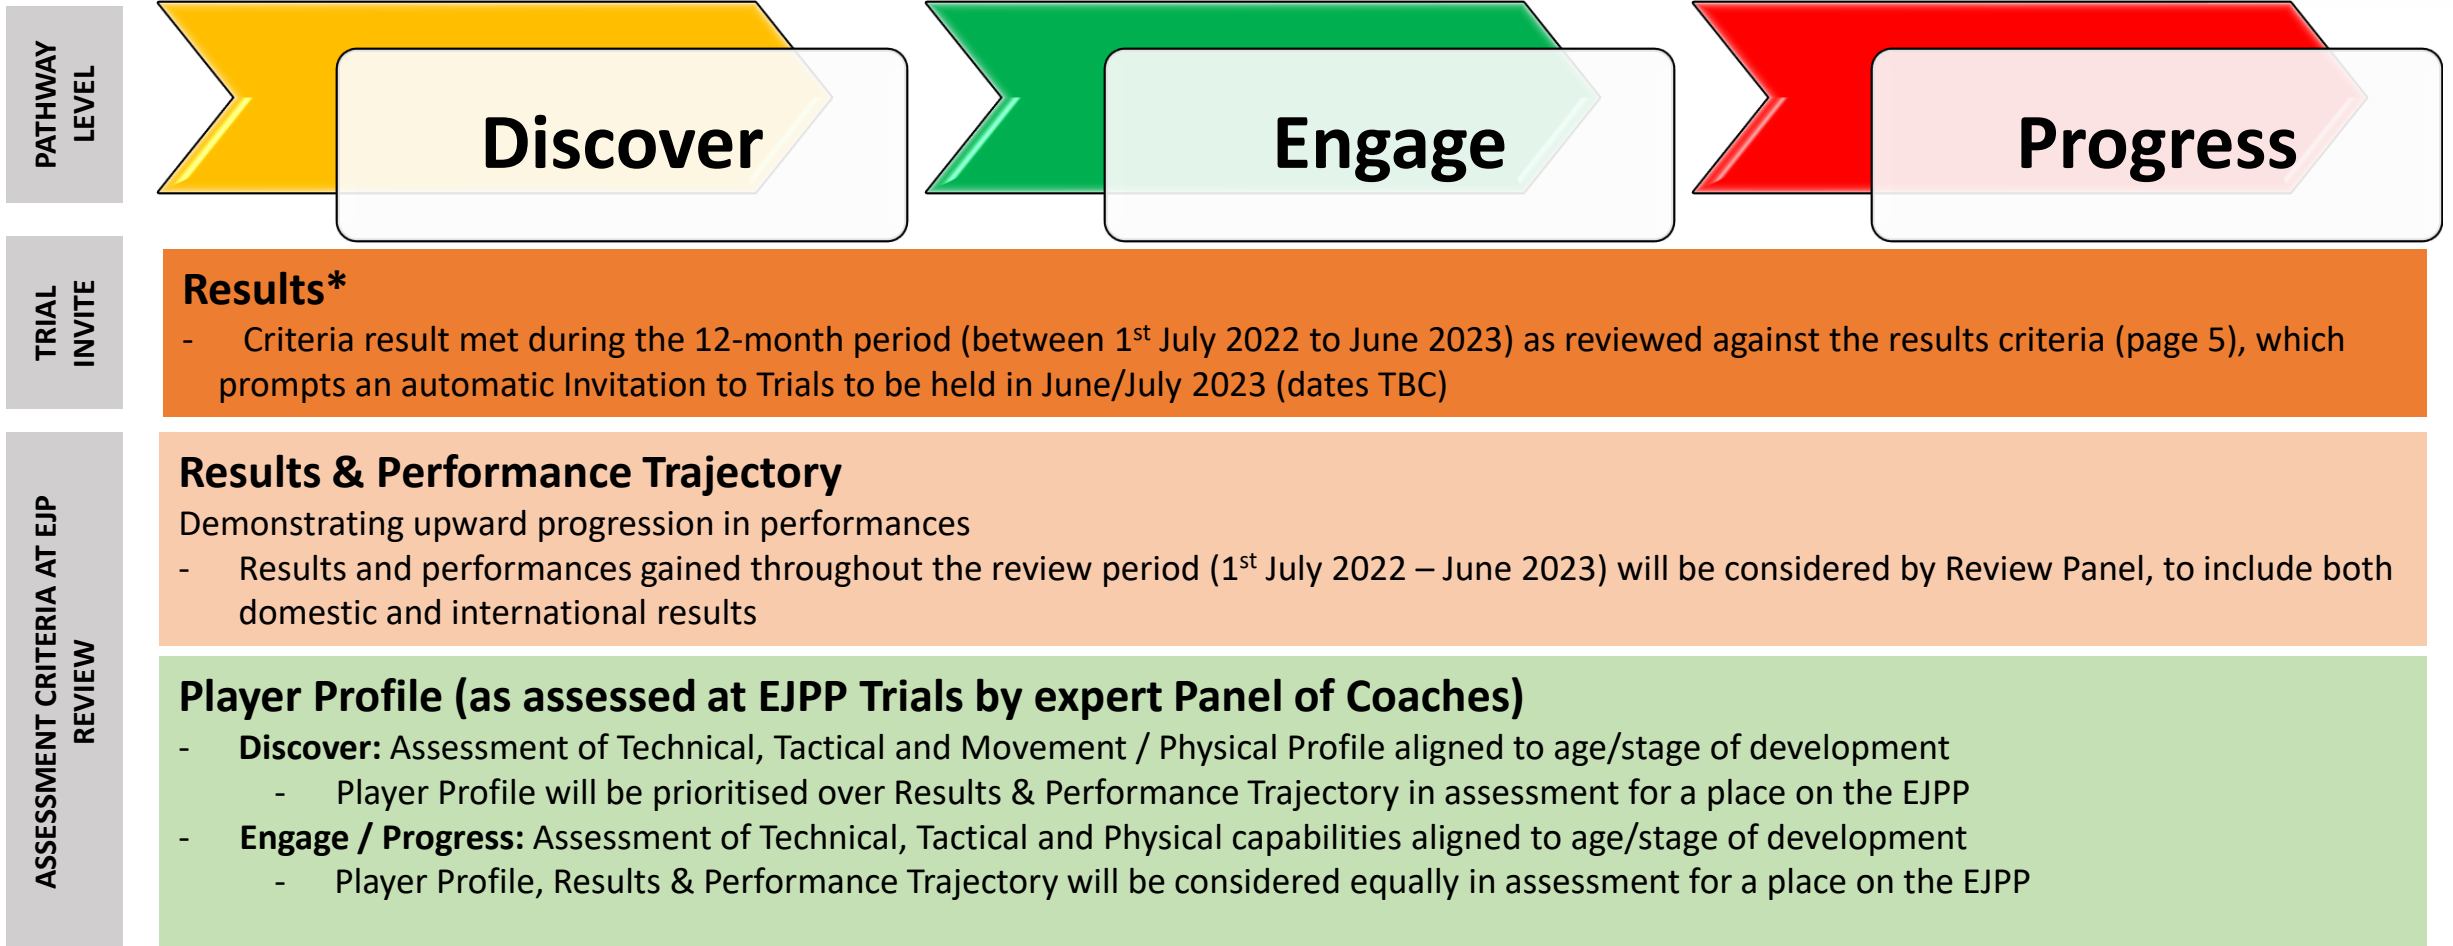 PATHWAY
LEVEL
Discover
Engage
Progress
TRIAL
INVITE
Results*
- Criteria result met during the 12-month period (between 1st July 2022 to June 2023) as reviewed against the results criteria (page 5), which
prompts an automatic Invitation to Trials to be held in June/July 2023 (dates TBC)
ASSESSMENT CRITERIA AT EJP
REVIEW
Results & Performance Trajectory
Demonstrating upward progression in performances
- Results and performances gained throughout the review period (1st July 2022 – June 2023) will be considered by Review Panel, to include both
domestic and international results
Player Profile (as assessed at EJPP Trials by expert Panel of Coaches)
- Discover: Assessment of Technical, Tactical and Movement / Physical Profile aligned to age/stage of development
- Player Profile will be prioritised over Results & Performance Trajectory in assessment for a place on the EJPP
- Engage / Progress: Assessment of Technical, Tactical and Physical capabilities aligned to age/stage of development
- Player Profile, Results & Performance Trajectory will be considered equally in assessment for a place on the EJPP